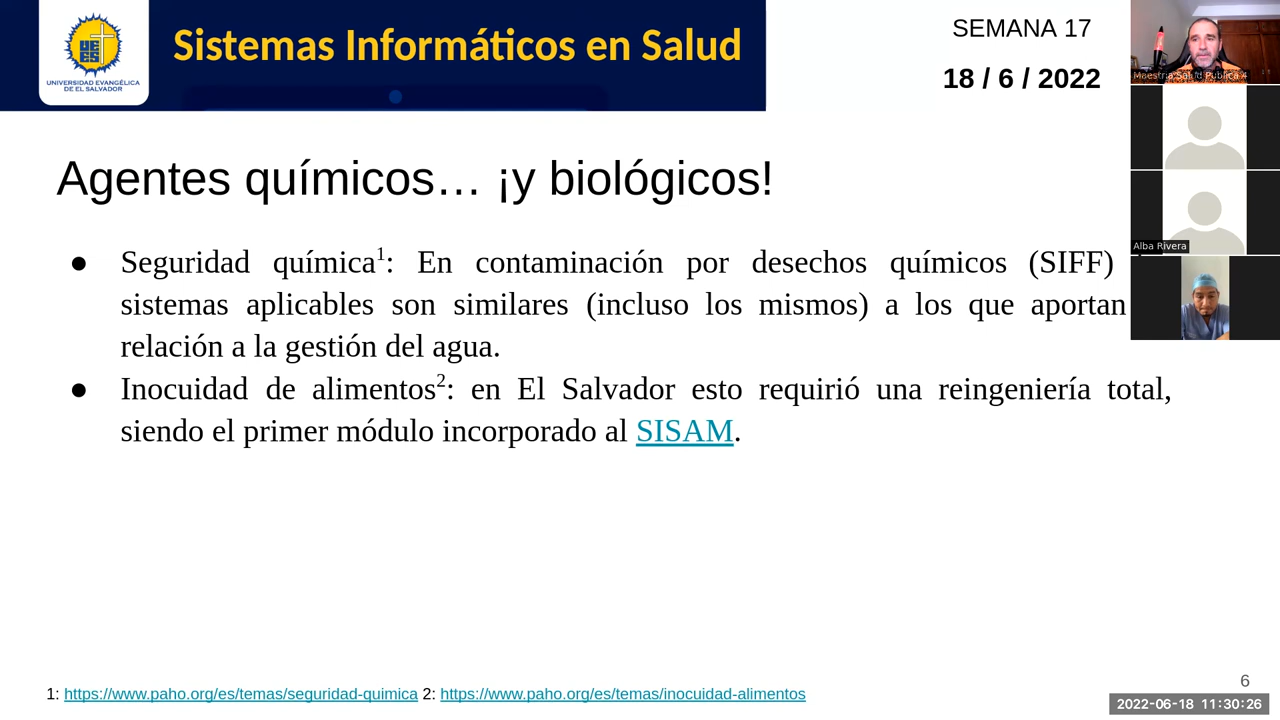 UNIVERSIDAD EVANGÉLICA
DE EL SALVADOR
Sistemas Informáticos en Salud
SEMANA 17
18 / 6 / 2022
Maestria Salud Publica 4
Agentes químicos… ¡y biológicos!
Alba Rivera
● Seguridad química1: En contaminación por desechos químicos (SIFF)
sistemas aplicables son similares (incluso los mismos) a los que aportan
relación a la gestión del agua.
● Inocuidad de alimentos2: en El Salvador esto requirió una reingeniería total,
siendo el primer módulo incorporado al SISAM.
1: https://www.paho.org/es/temas/seguridad-quimica 2: https://www.paho.org/es/temas/inocuidad-alimentos
6
2022-06-18 11:30:26